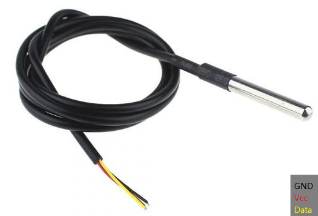 GND
Vcc
Data